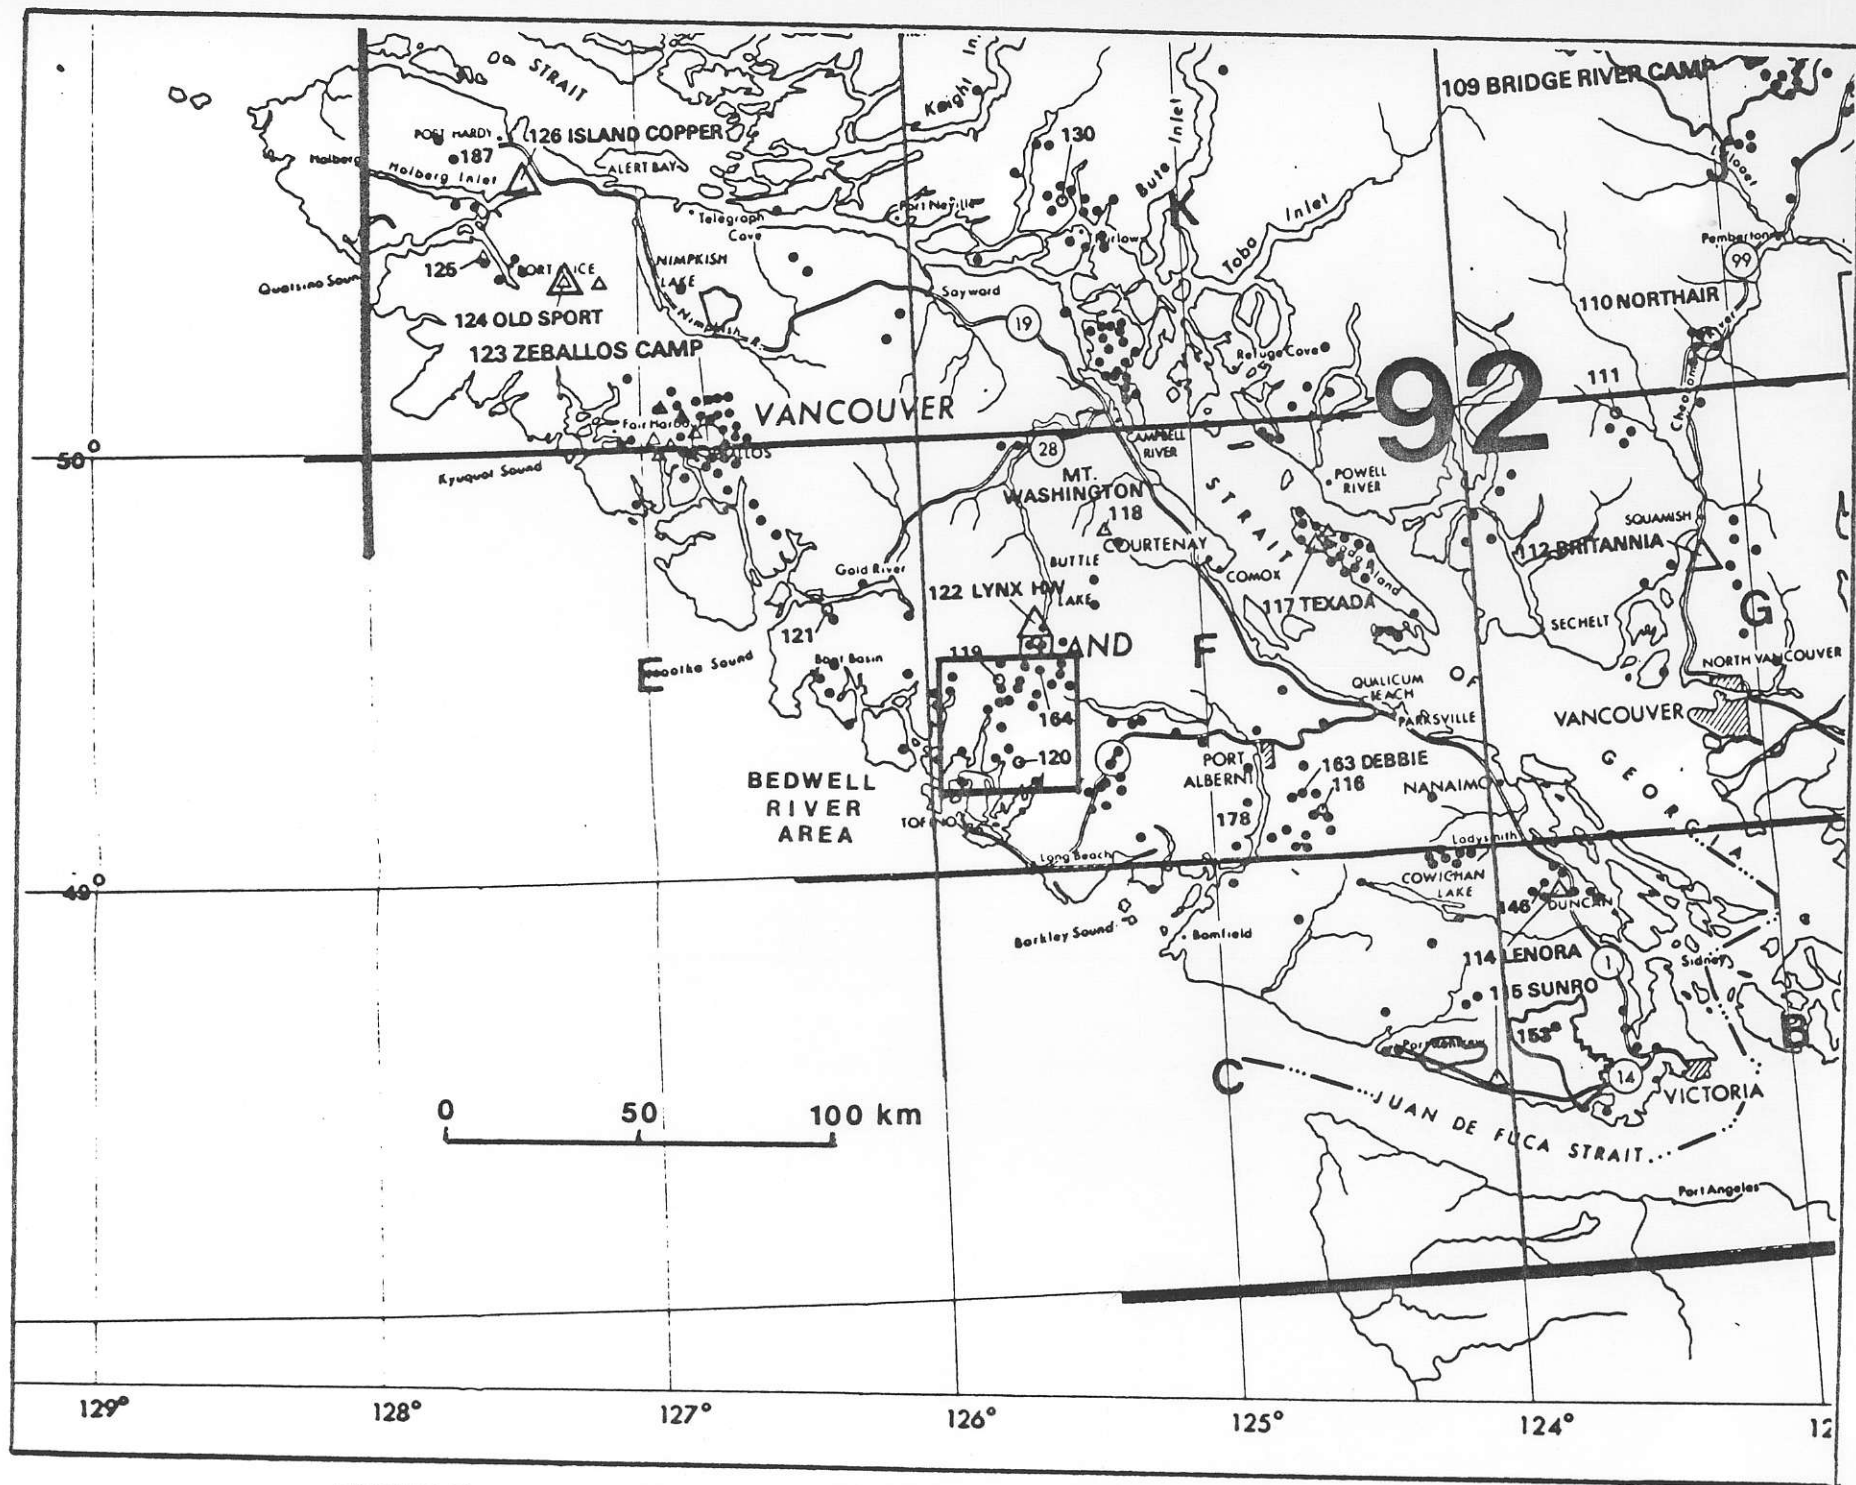 STRAIT
Knight In.
109 BRIDGE RIVER CAMP
PORT HARDY
126 ISLAND COPPER
130
Bute Inlet
187
Holberg
Holberg Inlet
ALERT BAY
Lillooet
Port Neville
K
Toba Inlet
Telegraph
Cove
Pemberton
99
125
NIMPKISH
LAKE
Quatsino Sound
Sayward
110 NORTHAIR
124 OLD SPORT
Nimpkish R.
19
123 ZEBALLOS CAMP
Refuge Cove
92
111
VANCOUVER
Fair Harbour
50°
28
CAMPBELL
RIVER
Kyuquot Sound
MT.
WASHINGTON
POWELL
RIVER
118
STRAIT
SQUAMISH
COURTENAY
112 BRITANNIA
BUTTLE
LAKE
Gold River
COMOX
122 LYNX HW
117 TEXADA
121
SECHELT
G
AND
F
119
Boat Basin
E
Nootka Sound
NORTH VANCOUVER
OF
QUALICUM
BEACH
164
PARKSVILLE
VANCOUVER
120
PORT
ALBERNI
163 DEBBIE
BEDWELL
RIVER
AREA
116
NANAIMO
GEORGIA
TOFINO
178
Ladysmith
Long Beach
COWICHAN
LAKE
49°
146
DUNCAN
Barkley Sound
Bamfield
114 LENORA
1
Sidney
115 SUNRO
153
B
C
14
VICTORIA
0 50 100 km
JUAN DE FUCA STRAIT
Port Angeles
129° 128° 127° 126° 125° 124° 12